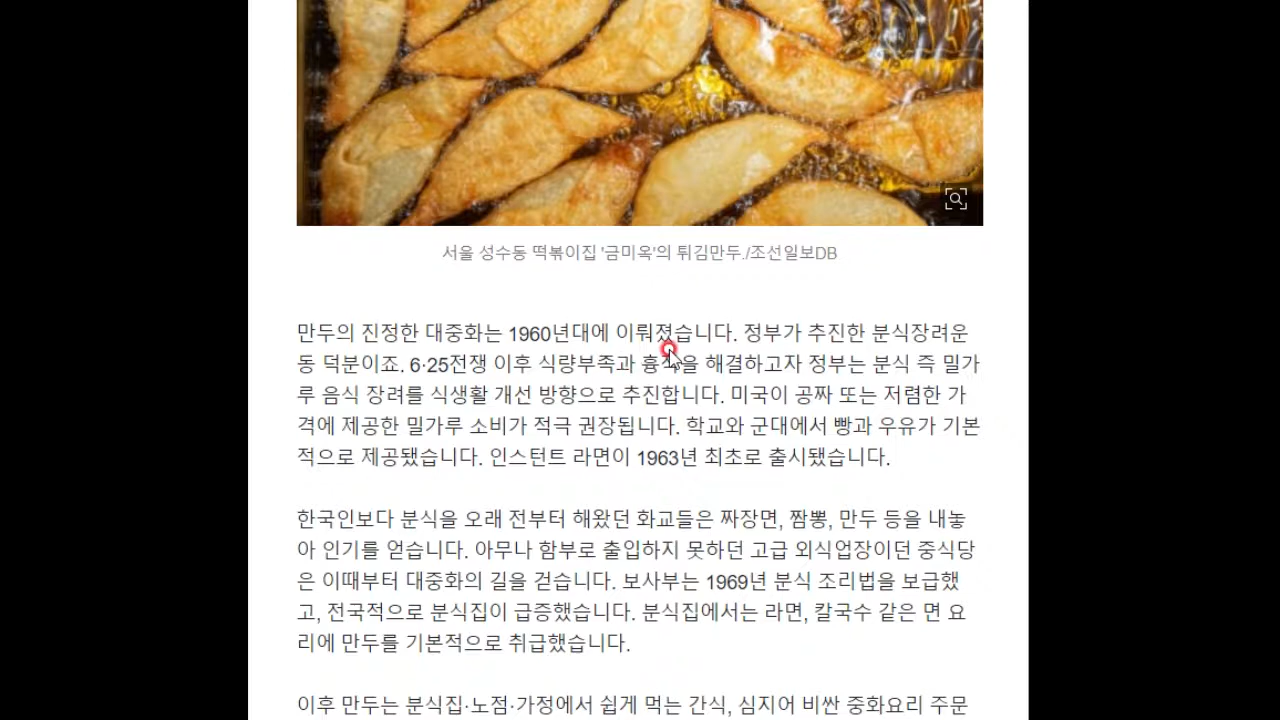 서울 성수동 떡볶이집 '금미옥'의 튀김만두./조선일보DB
만두의 진정한 대중화는 1960년대에 이뤄졌습니다. 정부가 추진한 분식장려운
동 덕분이죠. 6·25전쟁 이후 식량부족과 흉식을 해결하고자 정부는 분식 즉 밀가
루 음식 장려를 식생활 개선 방향으로 추진합니다. 미국이 공짜 또는 저렴한 가
격에 제공한 밀가루 소비가 적극 권장됩니다. 학교와 군대에서 빵과 우유가 기본
적으로 제공됐습니다. 인스턴트 라면이 1963년 최초로 출시됐습니다.
한국인보다 분식을 오래 전부터 해왔던 화교들은 짜장면, 짬뽕, 만두 등을 내놓
아 인기를 얻습니다. 아무나 함부로 출입하지 못하던 고급 외식업장이던 중식당
은 이때부터 대중화의 길을 걷습니다. 보사부는 1969년 분식 조리법을 보급했
고, 전국적으로 분식집이 급증했습니다. 분식집에서는 라면, 칼국수 같은 면 요
리에 만두를 기본적으로 취급했습니다.
이후 만두는 분식집·노점·가정에서 쉽게 먹는 간식, 심지어 비싼 중화요리 주문